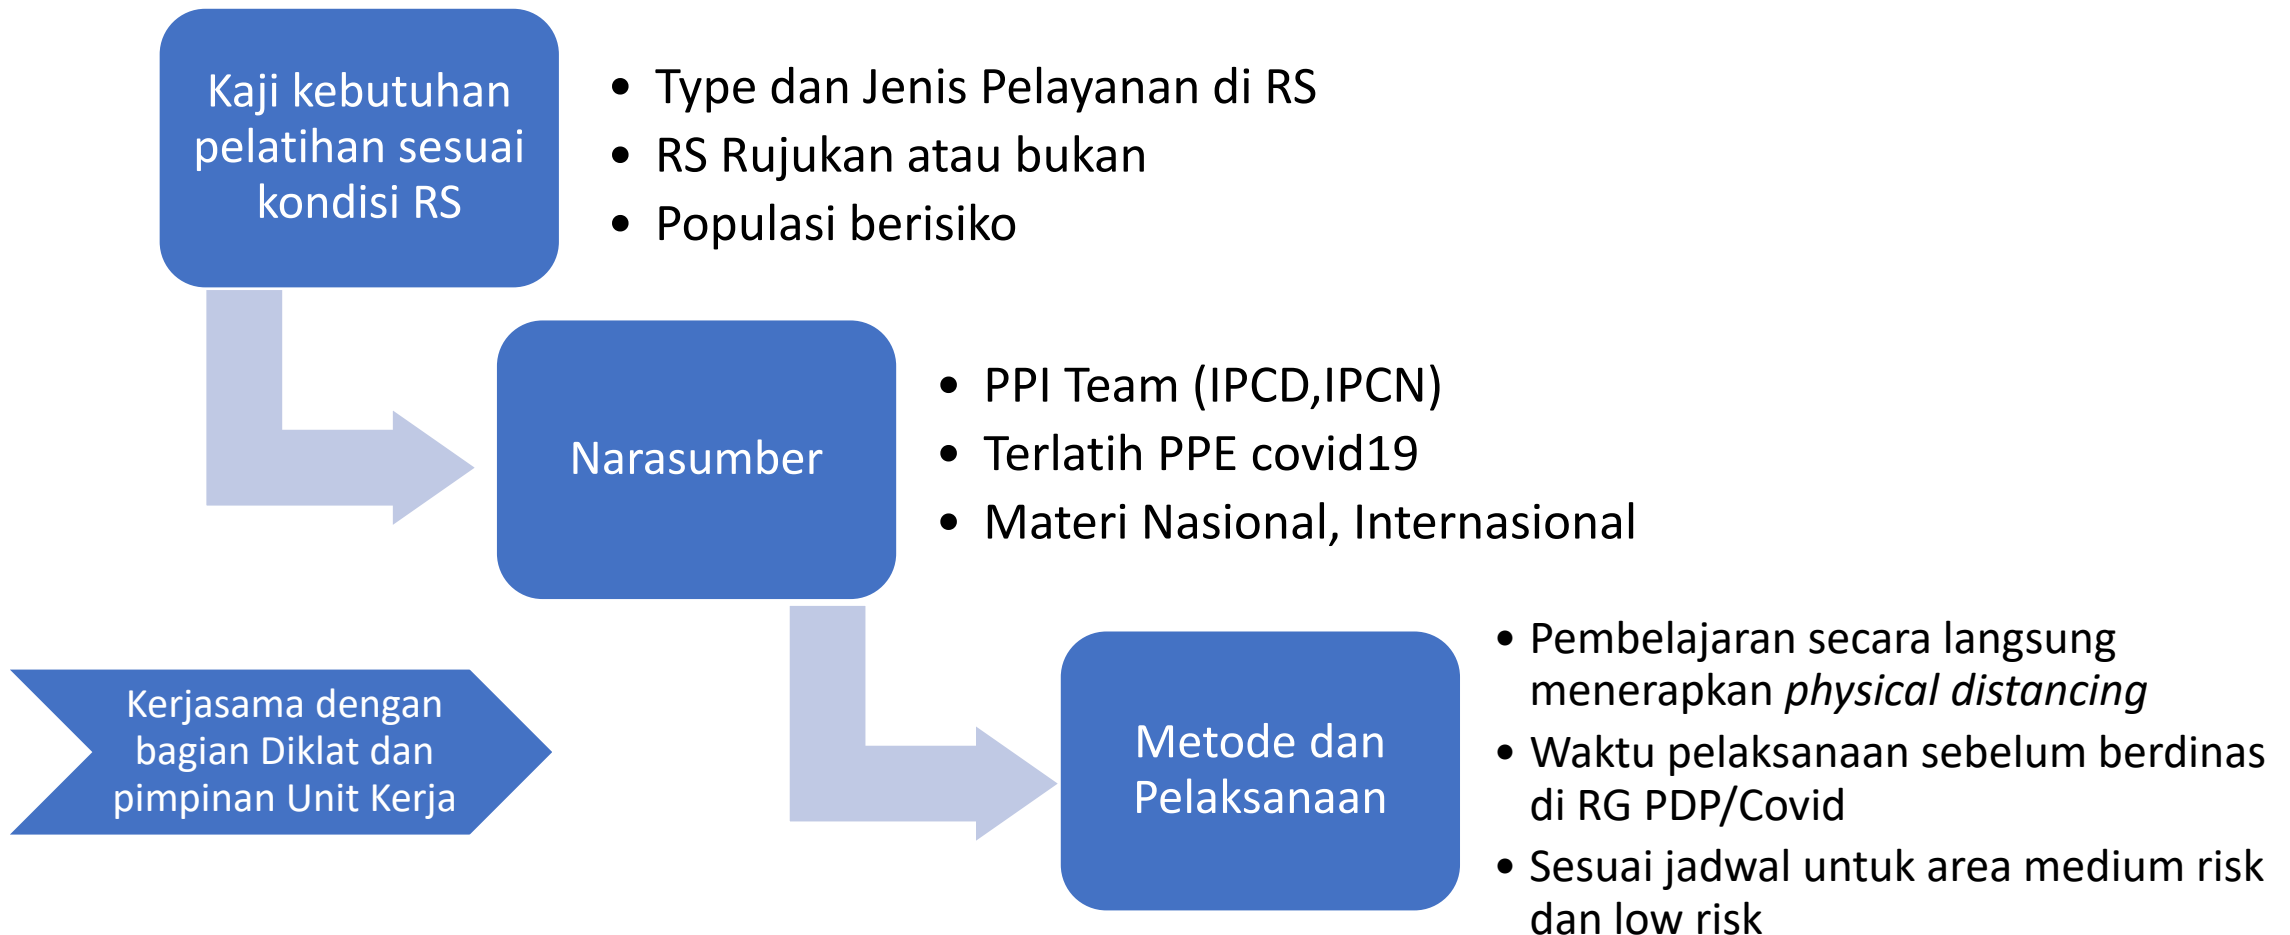 Kaji kebutuhan
pelatihan sesuai
kondisi RS
• Type dan Jenis Pelayanan di RS
• RS Rujukan atau bukan
• Populasi berisiko
Narasumber
• PPI Team (IPCD,IPCN)
• Terlatih PPE covid19
• Materi Nasional, Internasional
Kerjasama dengan
bagian Diklat dan
pimpinan Unit Kerja
Metode dan
Pelaksanaan
• Pembelajaran secara langsung
menerapkan physical distancing
• Waktu pelaksanaan sebelum berdinas
di RG PDP/Covid
• Sesuai jadwal untuk area medium risk
dan low risk